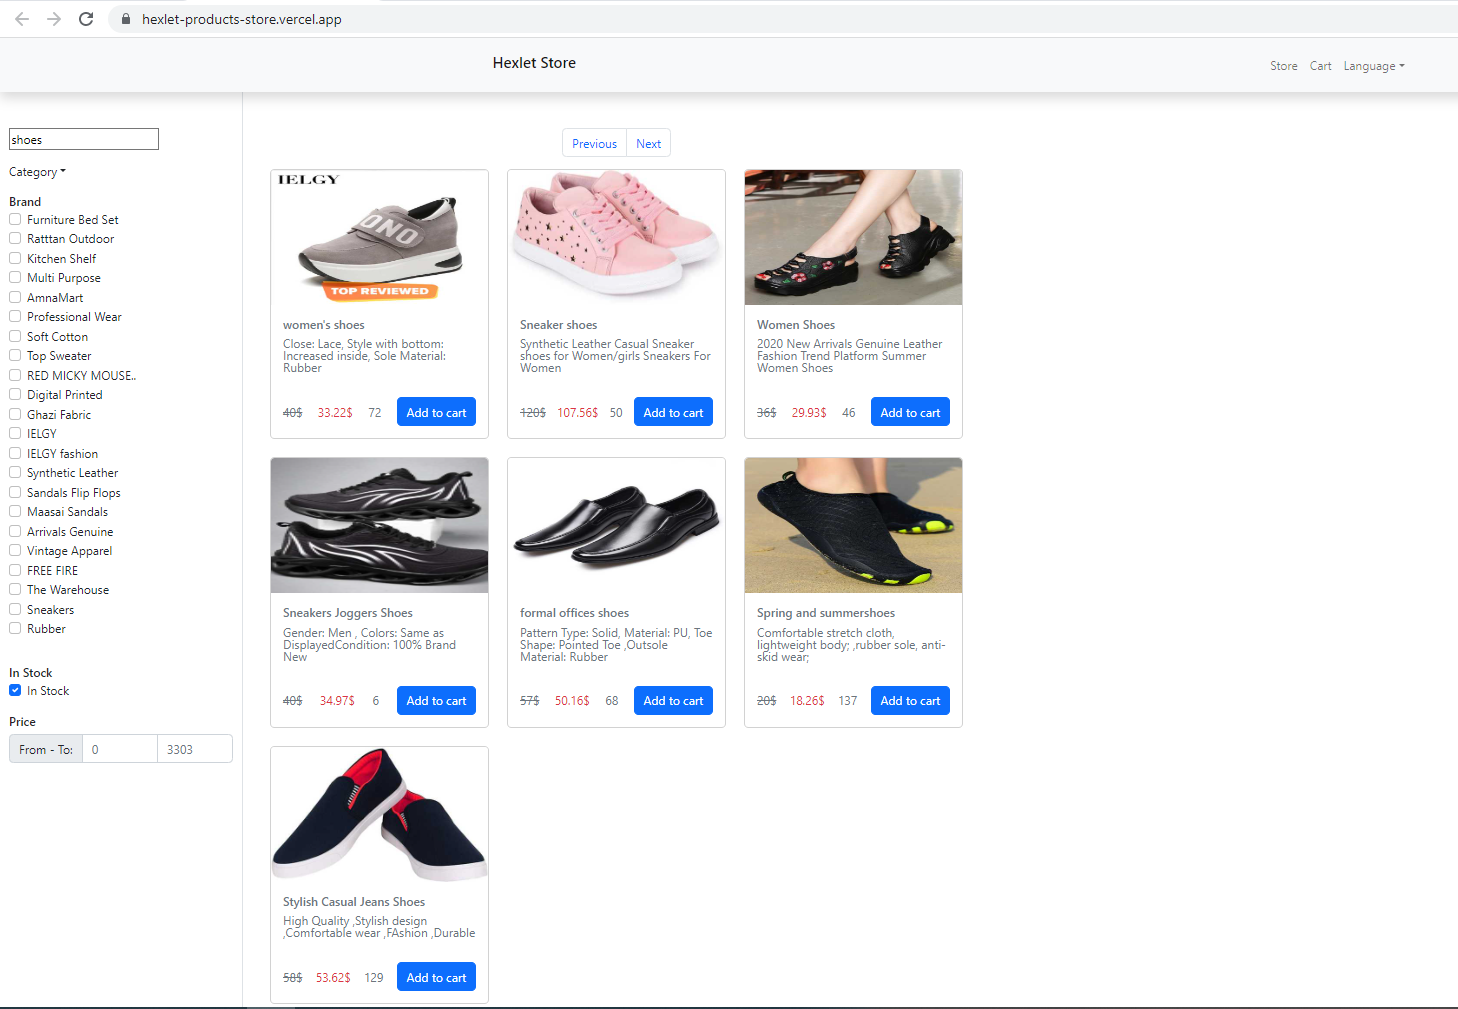 hexlet-products-store.vercel.app
Hexlet Store
Store
Cart
Language
shoes
Category
Brand
Furniture Bed Set
Ratttan Outdoor
Kitchen Shelf
Multi Purpose
AmnaMart
Professional Wear
Soft Cotton
Top Sweater
RED MICKY MOUSE..
Digital Printed
Ghazi Fabric
IELGY
IELGY fashion
Synthetic Leather
Sandals Flip Flops
Maasai Sandals
Arrivals Genuine
Vintage Apparel
FREE FIRE
The Warehouse
Sneakers
Rubber
In Stock
In Stock
Price
From - To: 0 3303
Previous Next
IELGY
ONO
TOP REVIEWED
women's shoes
Close: Lace, Style with bottom:
Increased inside, Sole Material:
Rubber
40$ 33.22$ 72 Add to cart
Sneaker shoes
Synthetic Leather Casual Sneaker
shoes for Women/girls Sneakers For
Women
120$ 107.56$ 50 Add to cart
Women Shoes
2020 New Arrivals Genuine Leather
Fashion Trend Platform Summer
Women Shoes
36$ 29.93$ 46 Add to cart
Sneakers Joggers Shoes
Gender: Men , Colors: Same as
DisplayedCondition: 100% Brand
New
40$ 34.97$ 6 Add to cart
formal offices shoes
Pattern Type: Solid, Material: PU, Toe
Shape: Pointed Toe ,Outsole
Material: Rubber
57$ 50.16$ 68 Add to cart
Spring and summershoes
Comfortable stretch cloth,
lightweight body; ,rubber sole, anti-
skid wear;
20$ 18.26$ 137 Add to cart
Stylish Casual Jeans Shoes
High Quality ,Stylish design
,Comfortable wear ,FAshion ,Durable
58$ 53.62$ 129 Add to cart